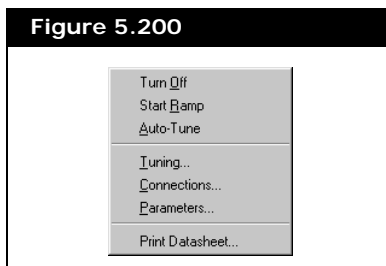 Figure 5.200
Turn Off
Start Ramp
Auto-Tune
Tuning...
Connections...
Parameters...
Print Datasheet...